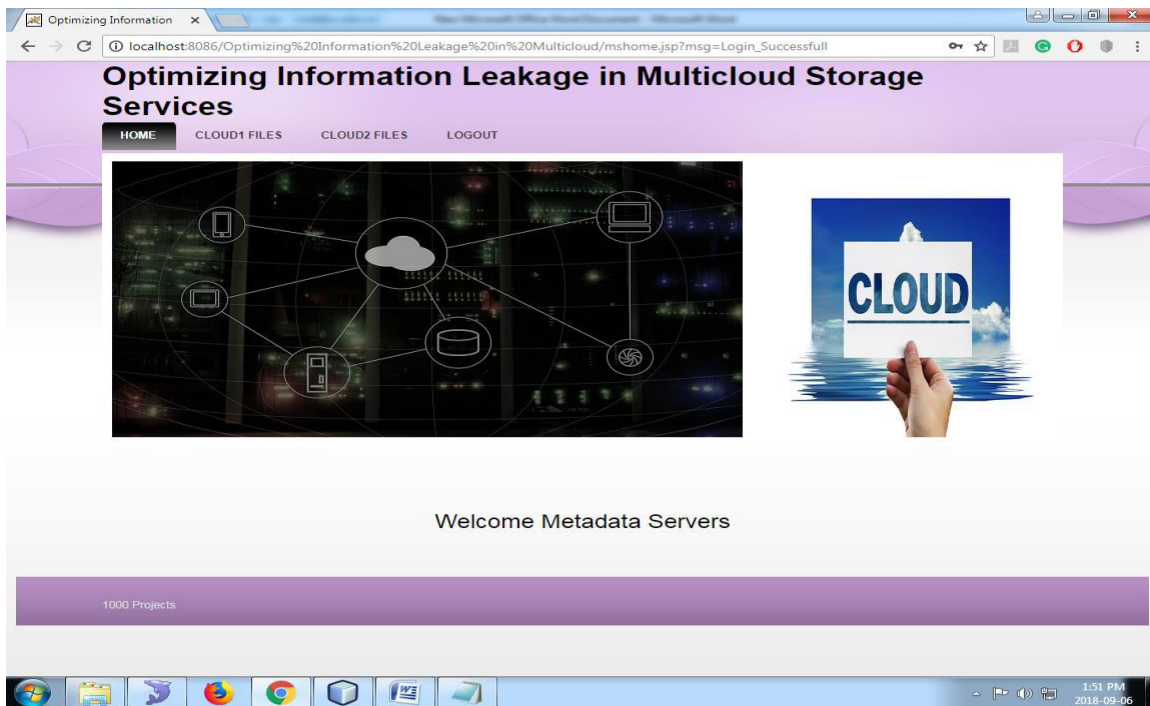 Optimizing Information
localhost:8086/Optimizing%20Information%20Leakage%20in%20Multicloud/mshome.jsp?msg=Login_Successfull
Optimizing Information Leakage in Multicloud Storage
Services
HOME CLOUD1 FILES CLOUD2 FILES LOGOUT
CLOUD
Welcome Metadata Servers
1000 Projects
1:51 PM
2018-09-06